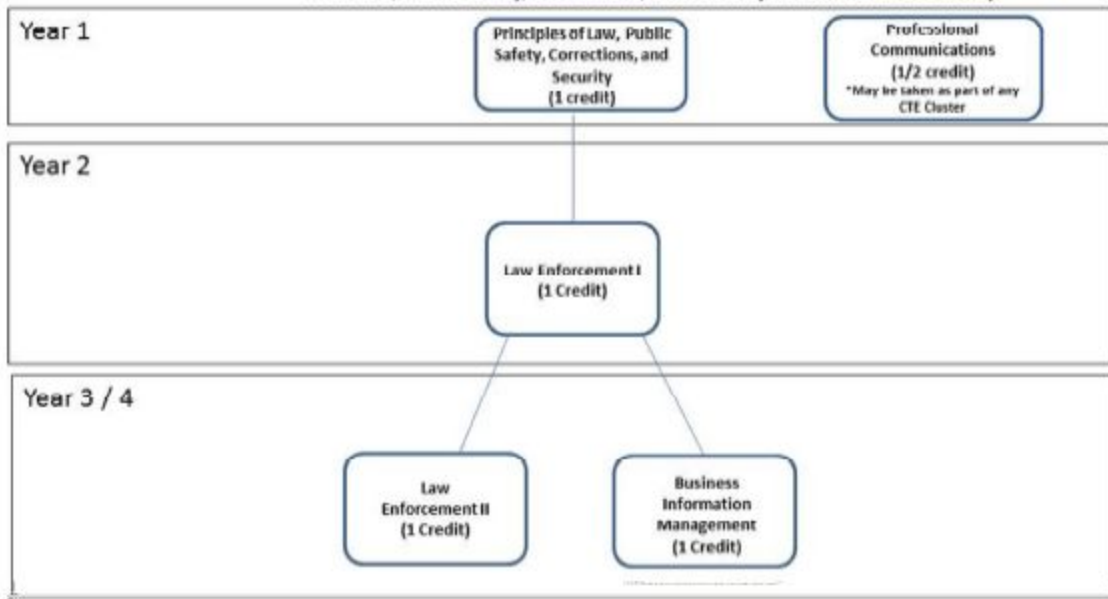 Year 1
Principles of Law, Public
Safety, Corrections, and
Security
(1 credit)
Professional
Communications
(1/2 credit)
*May be taken as part of any
CTE Cluster
Year 2
Law Enforcement I
(1 Credit)
Year 3 / 4
Law
Enforcement II
(1 Credit)
Business
Information
Management
(1 Credit)